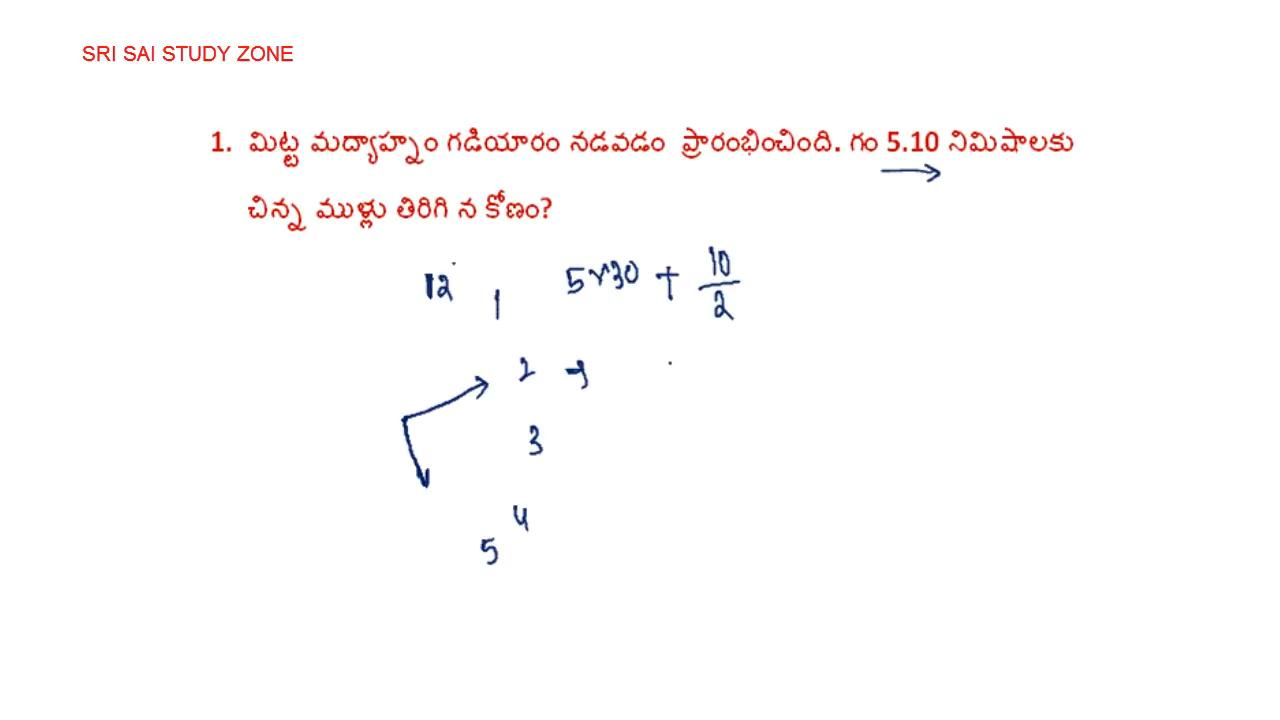 SRI SAI STUDY ZONE
1. మిట్ట మద్యాహ్నం గడియారం నడవడం ప్రారంభించింది. గం 5.10 నిమిషాలకు
చిన్న ముళ్లు తిరిగి న కోణం?
12 1 5×30 + 10/2
2
3
4
5